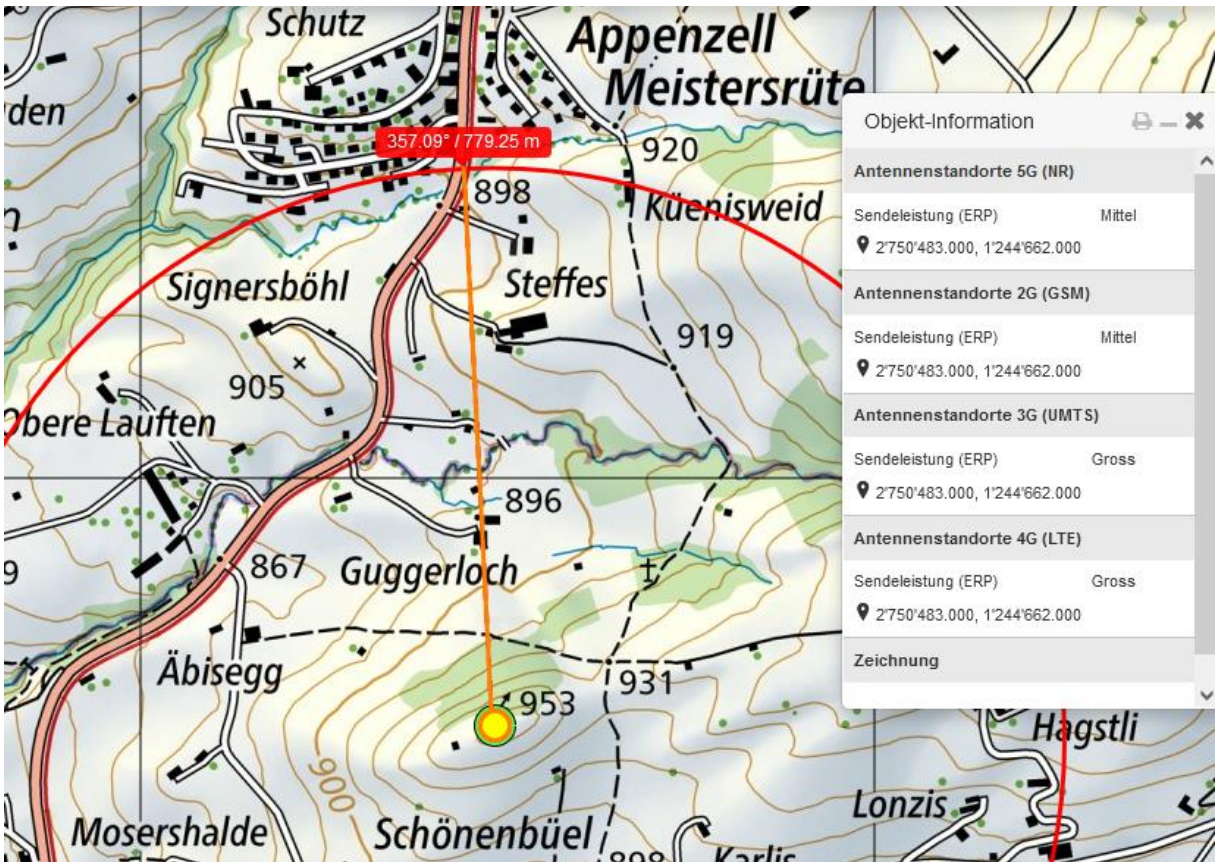 Schutz
Appenzell
Meistersrüte
den
357.09° / 779.25 m
920
898
Küenisweid
Signersböhl
Steffes
919
905
Obere Lauften
896
9
867
Guggerloch
Äbisegg
931
953
900
Hagstli
Lonzis
Mosershalde
Schönenbüel
898
Karlis
Objekt-Information
Antennenstandorte 5G (NR)
Sendeleistung (ERP) Mittel
2'750'483.000, 1'244'662.000
Antennenstandorte 2G (GSM)
Sendeleistung (ERP) Mittel
2'750'483.000, 1'244'662.000
Antennenstandorte 3G (UMTS)
Sendeleistung (ERP) Gross
2'750'483.000, 1'244'662.000
Antennenstandorte 4G (LTE)
Sendeleistung (ERP) Gross
2'750'483.000, 1'244'662.000
Zeichnung